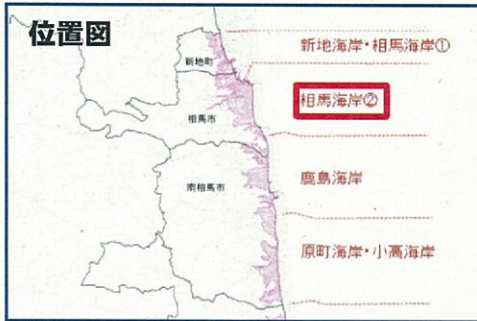 位置図
新地海岸・相馬海岸①
新地町
相馬海岸②
相馬市
鹿島海岸
南相馬市
原町海岸・小高海岸